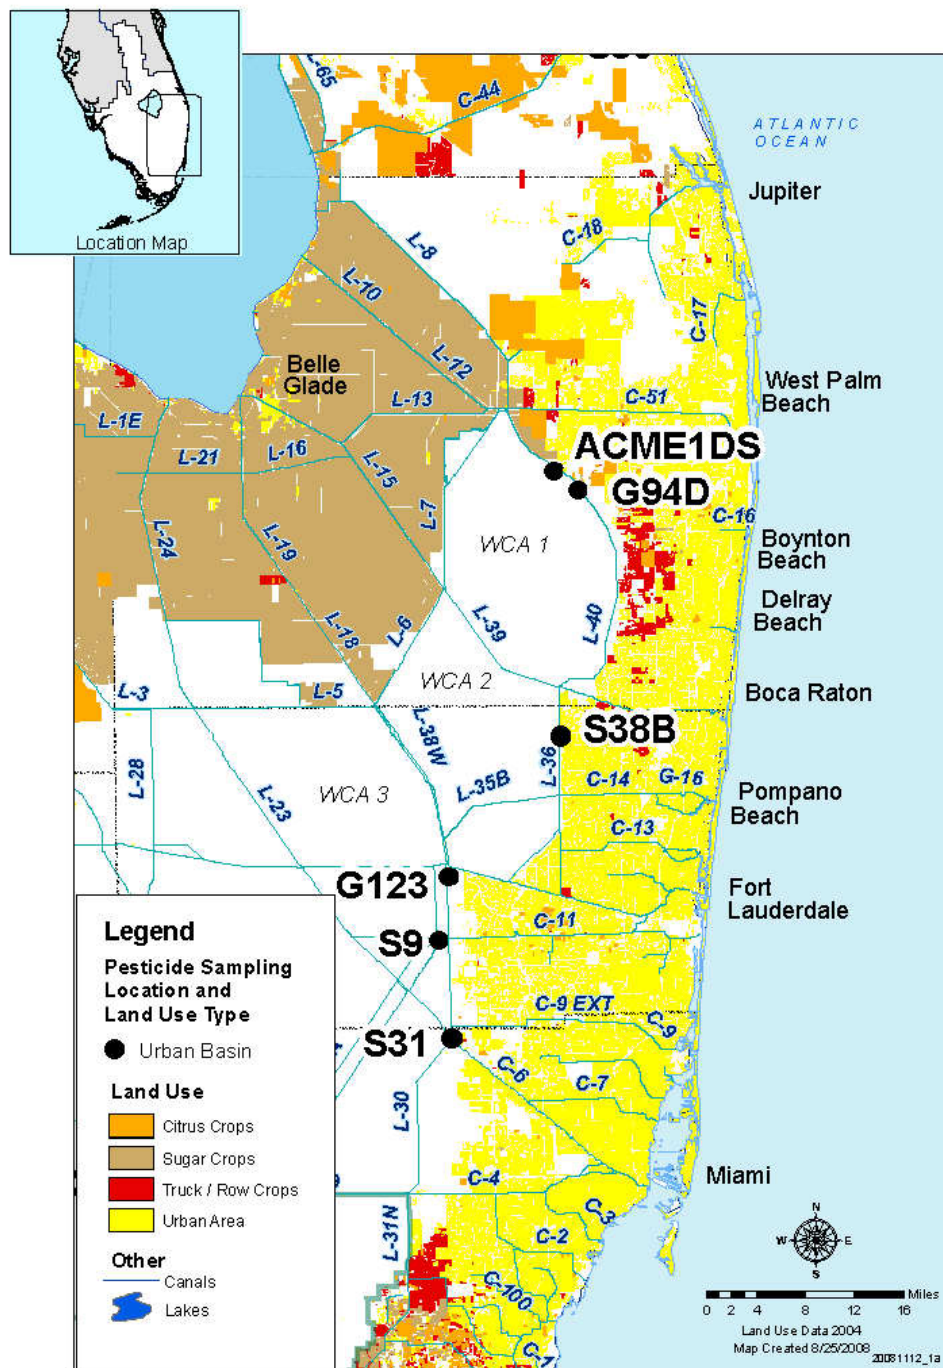 Location Map
ATLANTIC
OCEAN
L-65
C-44
Jupiter
C-18
L-8
L-10
C-17
L-12
Belle
Glade
West Palm
Beach
L-13
C-51
L-1E
L-21
L-16
L-15
ACME1DS
G94D
L-7
C-16
L-24
L-19
WCA 1
Boynton
Beach
L-40
Delray
Beach
L-18
L-6
L-39
L-3
L-5
WCA 2
Boca Raton
L-38W
S38B
L-36
L-28
L-23
WCA 3
L-35B
C-14
G-16
Pompano
Beach
C-13
G123
Fort
Lauderdale
C-11
S9
C-9 EXT
C-9
S31
C-6
C-7
L-30
C-4
Miami
L-31N
C-3
C-2
C-100
Legend
Pesticide Sampling
Location and
Land Use Type
Urban Basin
Land Use
Citrus Crops
Sugar Crops
Truck / Row Crops
Urban Area
Other
Canals
Lakes
N
W
E
S
Miles
0 2 4 8 12 16
Land Use Data 2004
Map Created 8/25/2008
20081112_1a